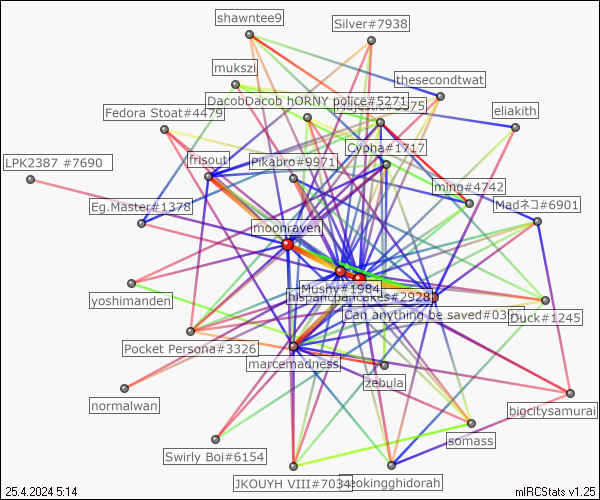 shawntee9
Silver#7938
mukszi
thesecondtwat
DacobDacob hORNY police#5271
Fedora Stoat#4479
eliakith
Cypha#1717
frisout
Pikabro#9971
LPK2387 #7690
ming#4742
Eg.Master#1378
Madネコ#6901
moonraven
Mushy#1984
hispanicpancakes#2928
yoshimanden
Can anything be saved#03
Duck#1245
Pocket Persona#3326
marcemadness
zebula
normalwan
bigcitysamurai
somass
Swirly Boi#6154
JKOUYH VIII#7034
eokingghidorah
25.4.2024 5:14
mIRCStats v1.25